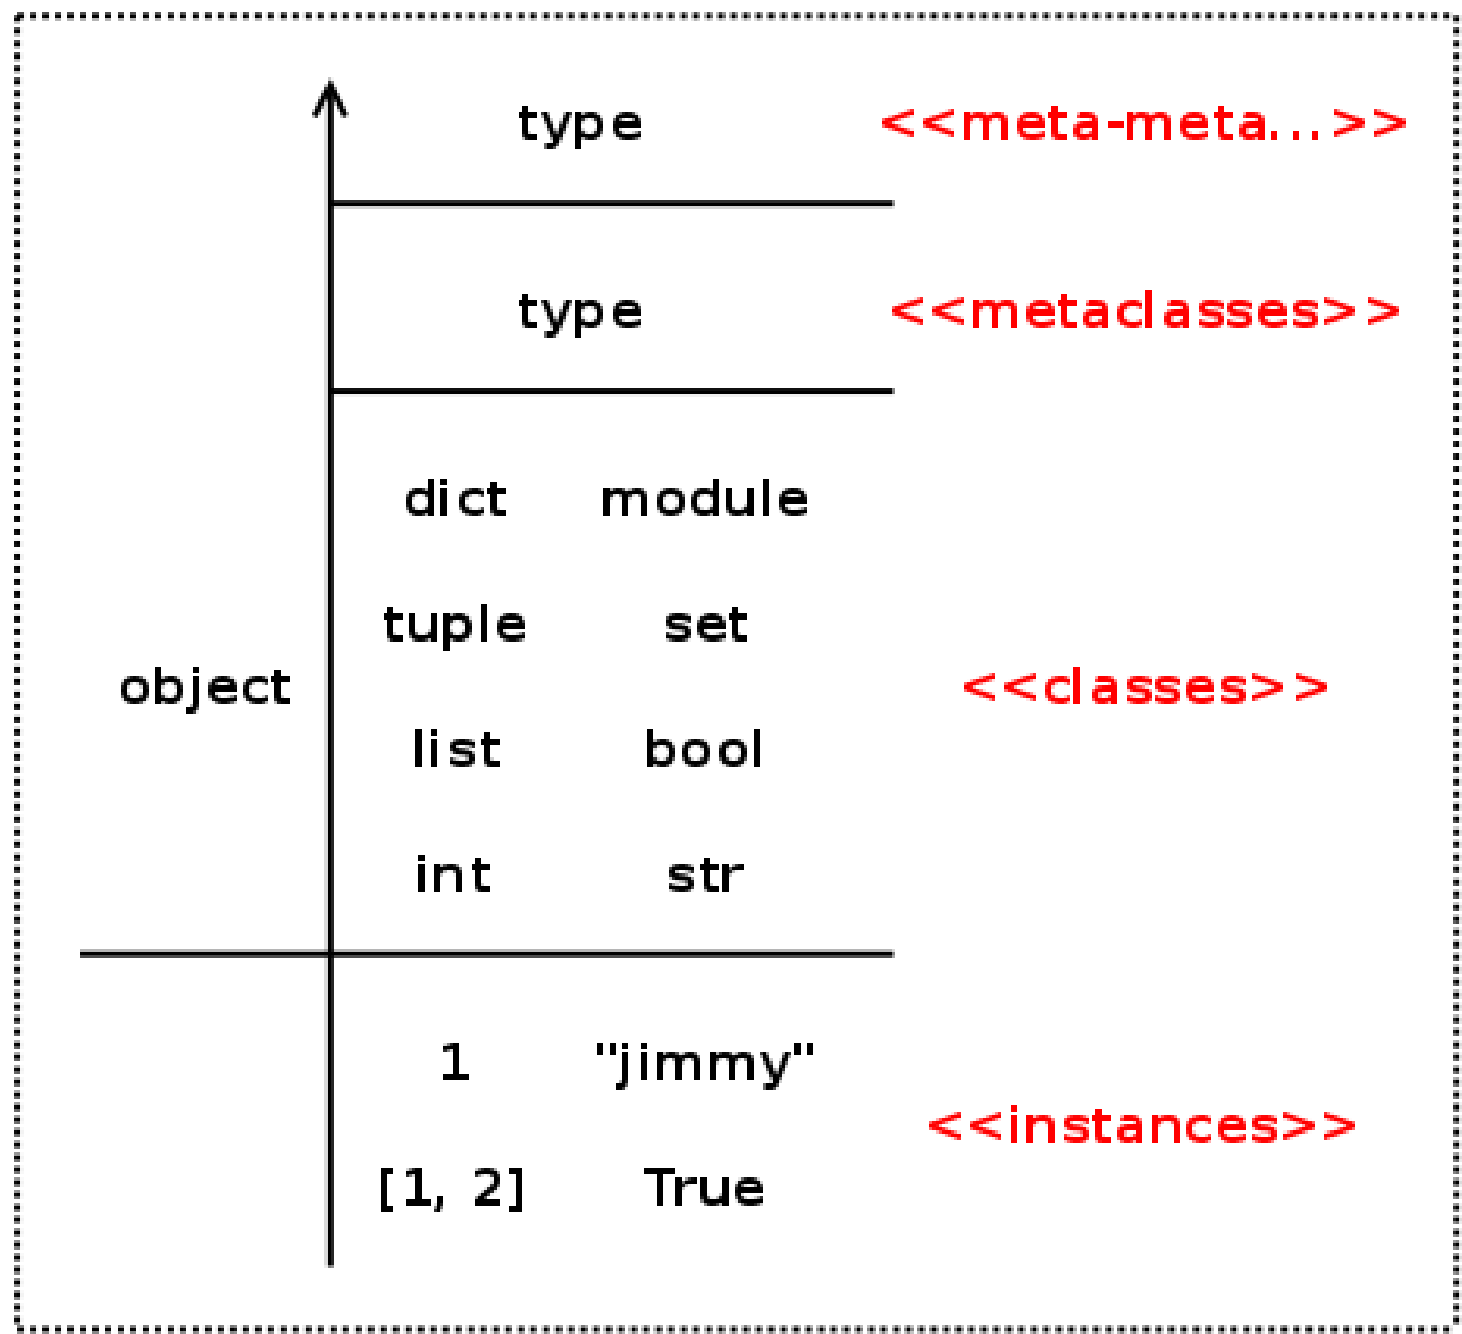 type <<meta-meta...>>
type <<metaclasses>>
dict module
tuple set
object <<classes>>
list bool
int str
1 "jimmy"
<<instances>>
[1, 2] True